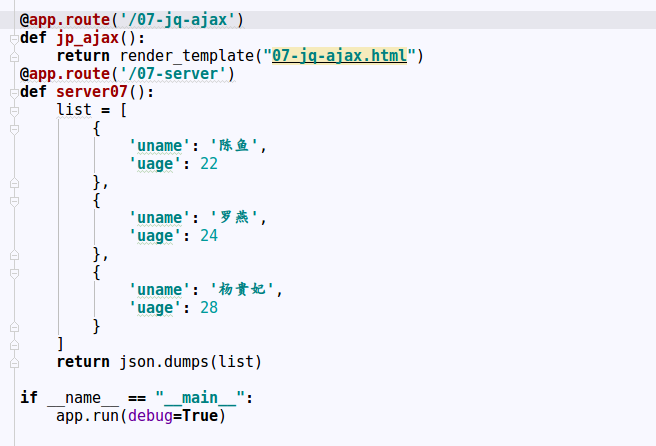 @app.route('/07-jq-ajax')
def jp_ajax():
    return render_template("07-jq-ajax.html")
@app.route('/07-server')
def server07():
    list = [
        {
            'uname': '陈鱼',
            'uage': 22
        },
        {
            'uname': '罗燕',
            'uage': 24
        },
        {
            'uname': '杨貴妃',
            'uage': 28
        }
    ]
    return json.dumps(list)
if __name__ == "__main__":
    app.run(debug=True)